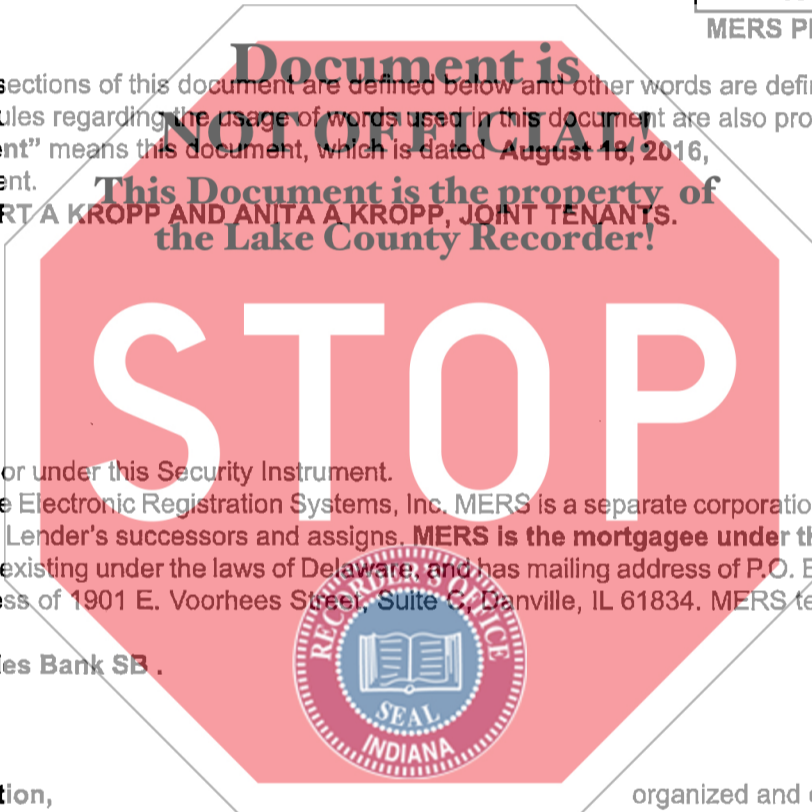 MERS P
Document is
sections of this document are defined below and other words are defi
ules regarding the usage of words used in this document are also pro
NOT OFFICIAL!
nt" means this document, which is dated August 18, 2016,
ent.
This Document is the property of
RT A KROPP AND ANITA A KROPP, JOINT TENANTS.
the Lake County Recorder!
STOP
or under this Security Instrument.
e Electronic Registration Systems, Inc. MERS is a separate corporatio
Lender's successors and assigns. MERS is the mortgagee under th
existing under the laws of Delaware, and has mailing address of P.O. B
ss of 1901 E. Voorhees Street, Suite C, Danville, IL 61834. MERS te
RECORDER'S OFFICE
SEAL
INDIANA
es Bank SB .
tion,
organized and e